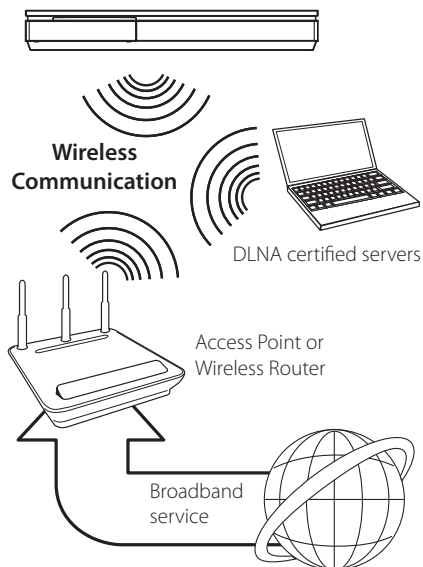 Wireless
Communication
DLNA certified servers
Access Point or
Wireless Router
Broadband
service